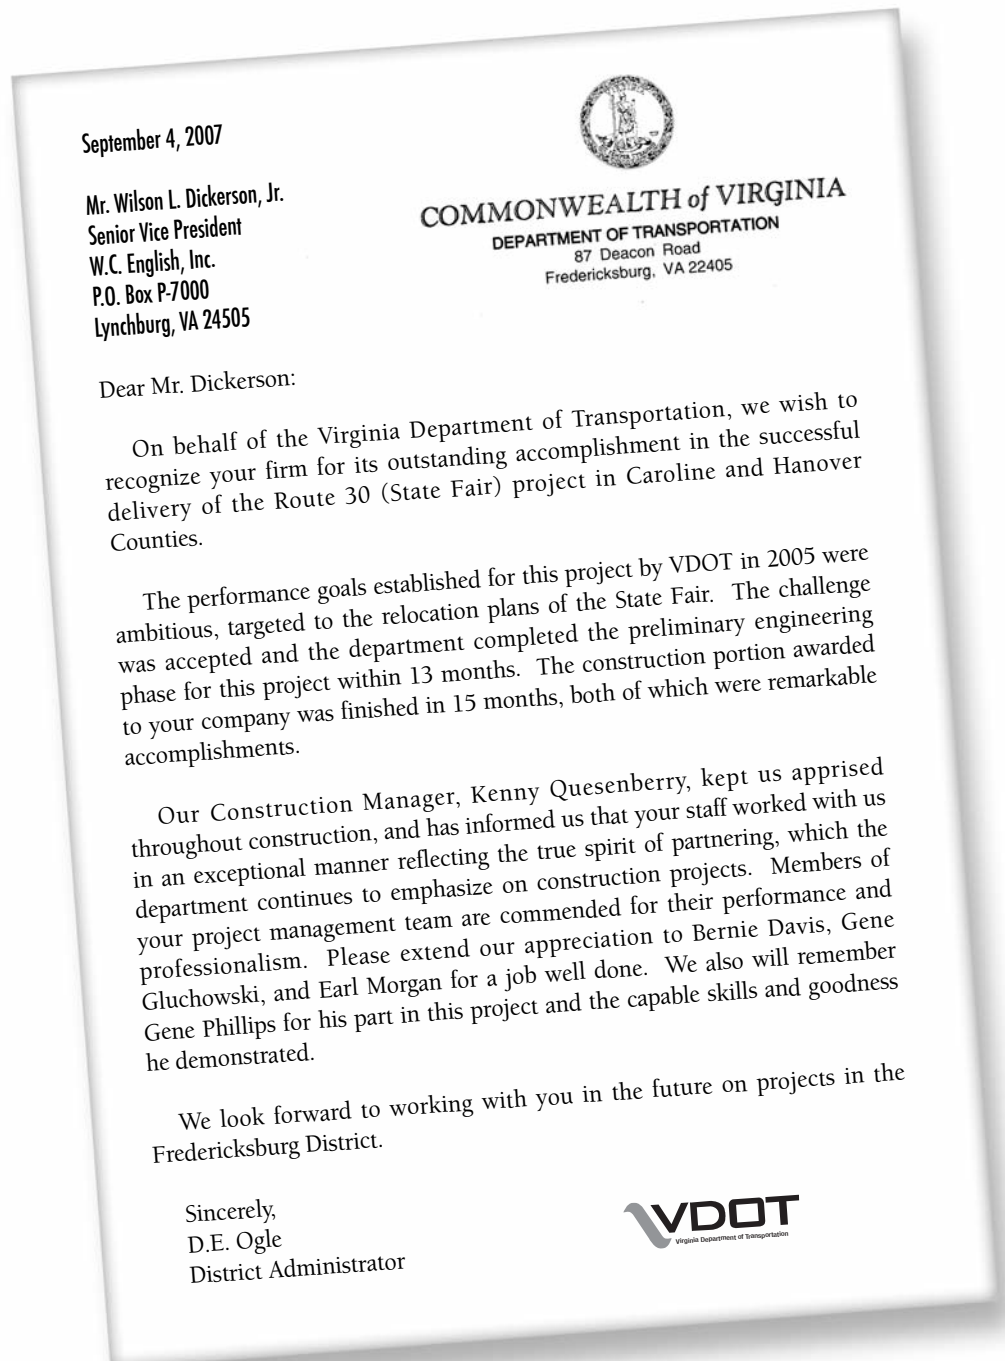 September 4, 2007
Mr. Wilson L. Dickerson, Jr.
Senior Vice President
W.C. English, Inc.
P.O. Box P-7000
Lynchburg, VA 24505
COMMONWEALTH of VIRGINIA
DEPARTMENT OF TRANSPORTATION
87 Deacon Road
Fredericksburg, VA 22405
Dear Mr. Dickerson:
On behalf of the Virginia Department of Transportation, we wish to
recognize your firm for its outstanding accomplishment in the successful
delivery of the Route 30 (State Fair) project in Caroline and Hanover
Counties.
The performance goals established for this project by VDOT in 2005 were
ambitious, targeted to the relocation plans of the State Fair. The challenge
was accepted and the department completed the preliminary engineering
phase for this project within 13 months. The construction portion awarded
to your company was finished in 15 months, both of which were remarkable
accomplishments.
Our Construction Manager, Kenny Quesenberry, kept us apprised
throughout construction, and has informed us that your staff worked with us
in an exceptional manner reflecting the true spirit of partnering, which the
department continues to emphasize on construction projects. Members of
your project management team are commended for their performance and
professionalism. Please extend our appreciation to Bernie Davis, Gene
Gluchowski, and Earl Morgan for a job well done. We also will remember
Gene Phillips for his part in this project and the capable skills and goodness
he demonstrated.
We look forward to working with you in the future on projects in the
Fredericksburg District.
Sincerely,
D.E. Ogle
District Administrator
VDOT
Virginia Department of Transportation